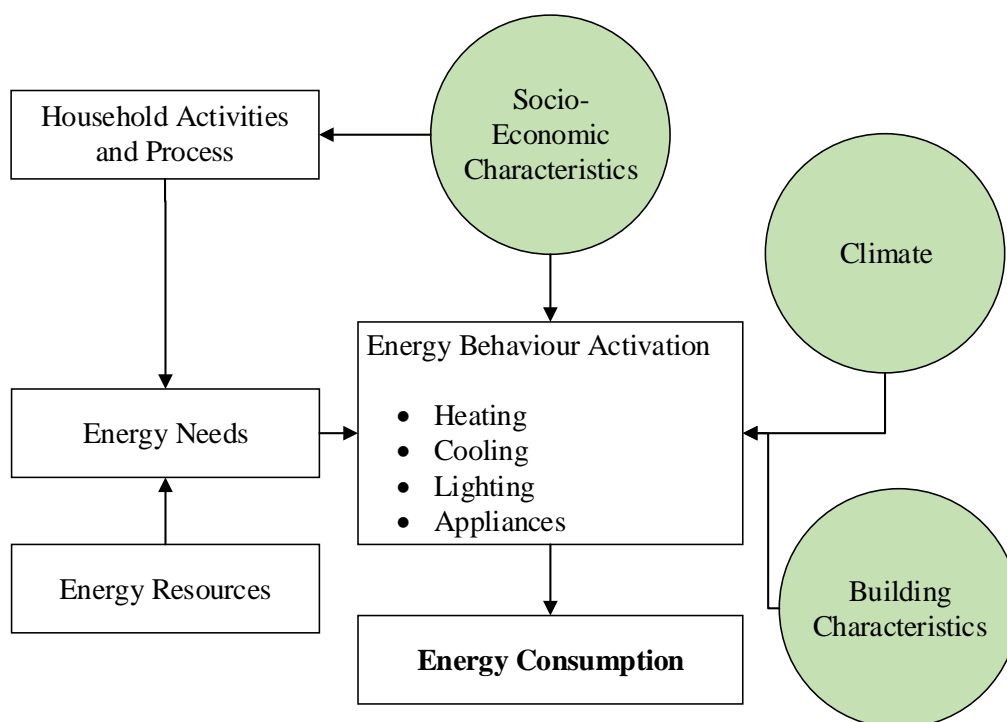 Socio-
Economic
Characteristics
Household Activities
and Process
Climate
Energy Behaviour Activation
• Heating
• Cooling
• Lighting
• Appliances
Energy Needs
Energy Resources
Building
Characteristics
Energy Consumption